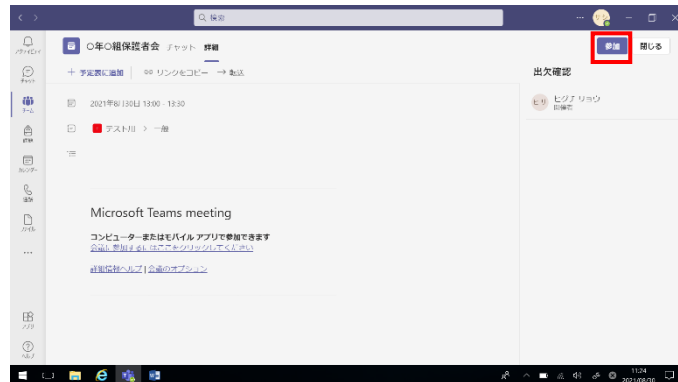 検索
〇年〇組保護者会 チャット 詳細
参加 閉じる
+ 予定表に追加 リンクをコピー → 転送
出欠確認
2021年8月30日 13:00 - 13:30
ヒグチ リョウ
開催者
テスト川 > 一般
Microsoft Teams meeting
コンピューターまたはモバイル アプリで参加できます
会議に参加するにはここをクリックしてください
詳細情報ヘルプ | 会議のオプション
チャット
チーム
課題
カレンダー
通話
ファイル
...
アプリ
ヘルプ
11:24
2021/08/30